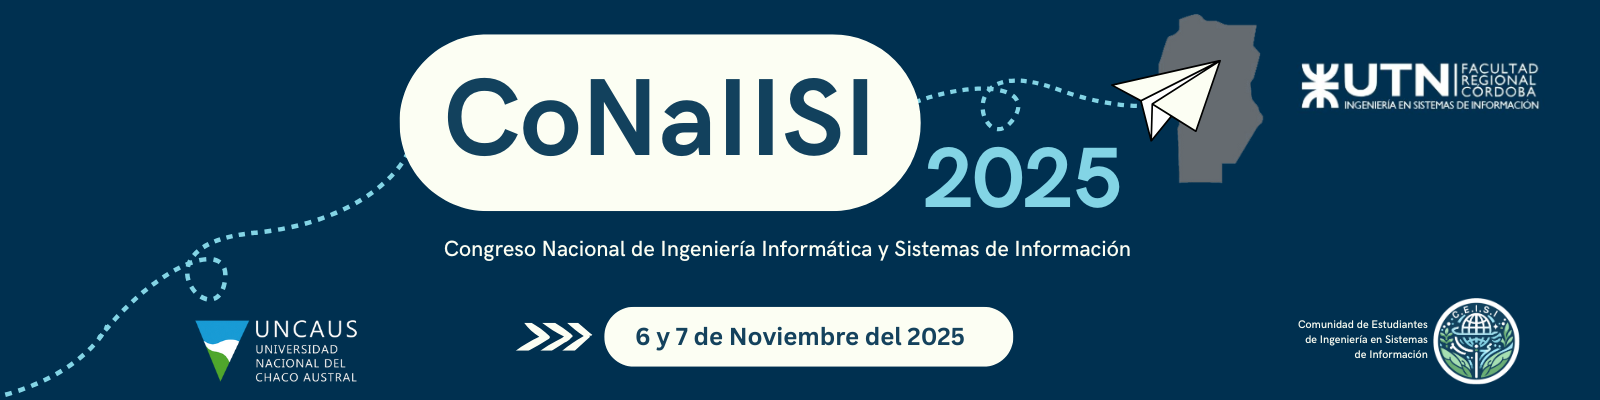 CoNaIISI
2025
Congreso Nacional de Ingeniería Informática y Sistemas de Información
6 y 7 de Noviembre del 2025
UTN
FACULTAD
REGIONAL
CÓRDOBA
INGENIERÍA EN SISTEMAS DE INFORMACIÓN
UNCAUS
UNIVERSIDAD
NACIONAL DEL
CHACO AUSTRAL
Comunidad de Estudiantes
de Ingeniería en Sistemas
de Información
C.E.I.S.I